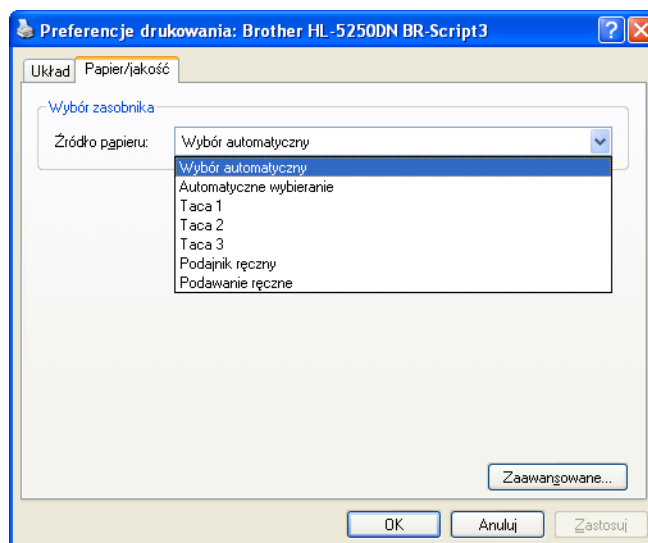 Preferencje drukowania: Brother HL-5250DN BR-Script3
Układ Papier/jakość
Wybór zasobnika
Źródło papieru: Wybór automatyczny
Wybór automatyczny
Automatyczne wybieranie
Taca 1
Taca 2
Taca 3
Podajnik ręczny
Podawanie ręczne
Zaawansowane...
OK Anuluj Zastosuj